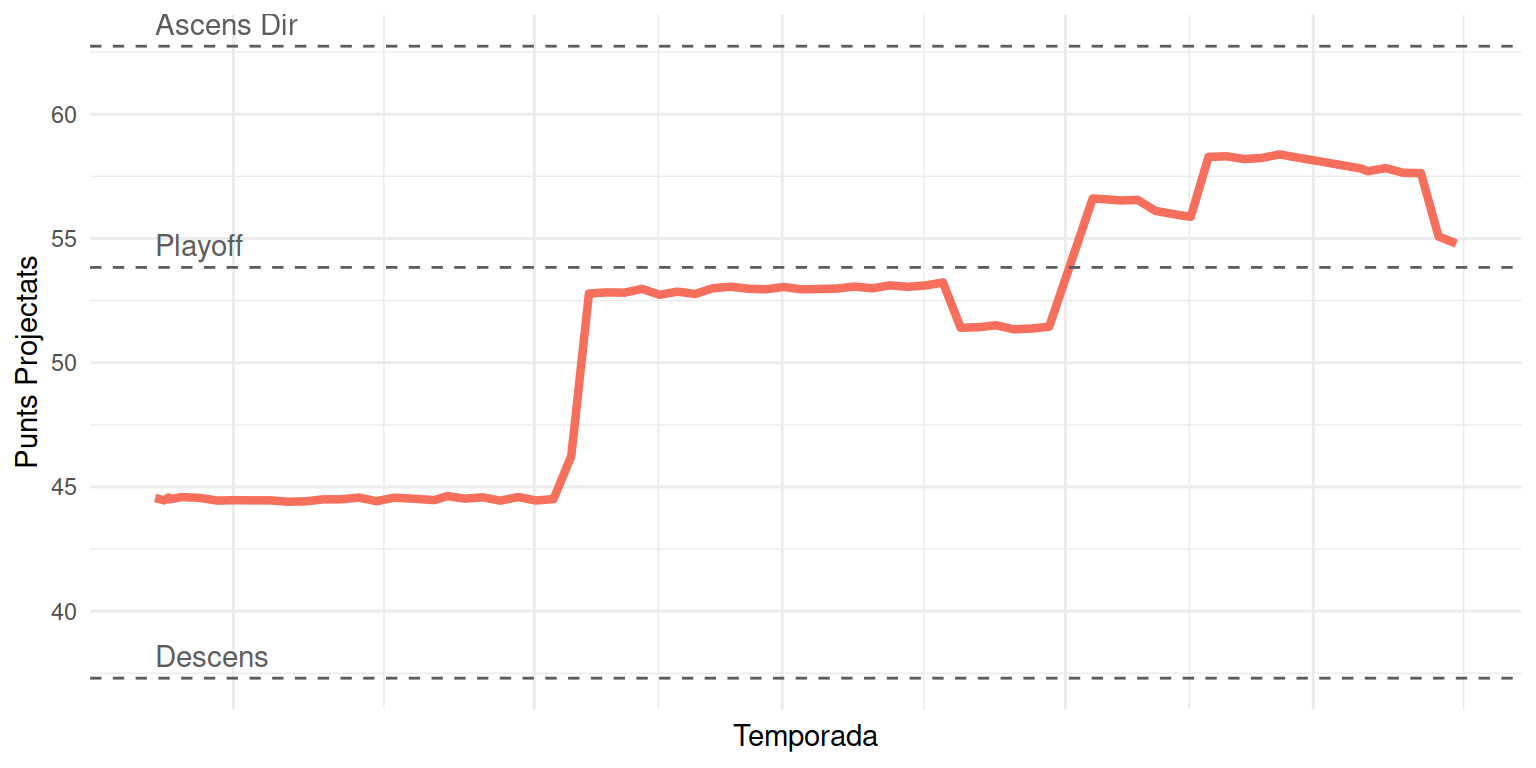 Ascens Dir
60
55
Playoff
50
45
40
Descens
Punts Projectats
Temporada